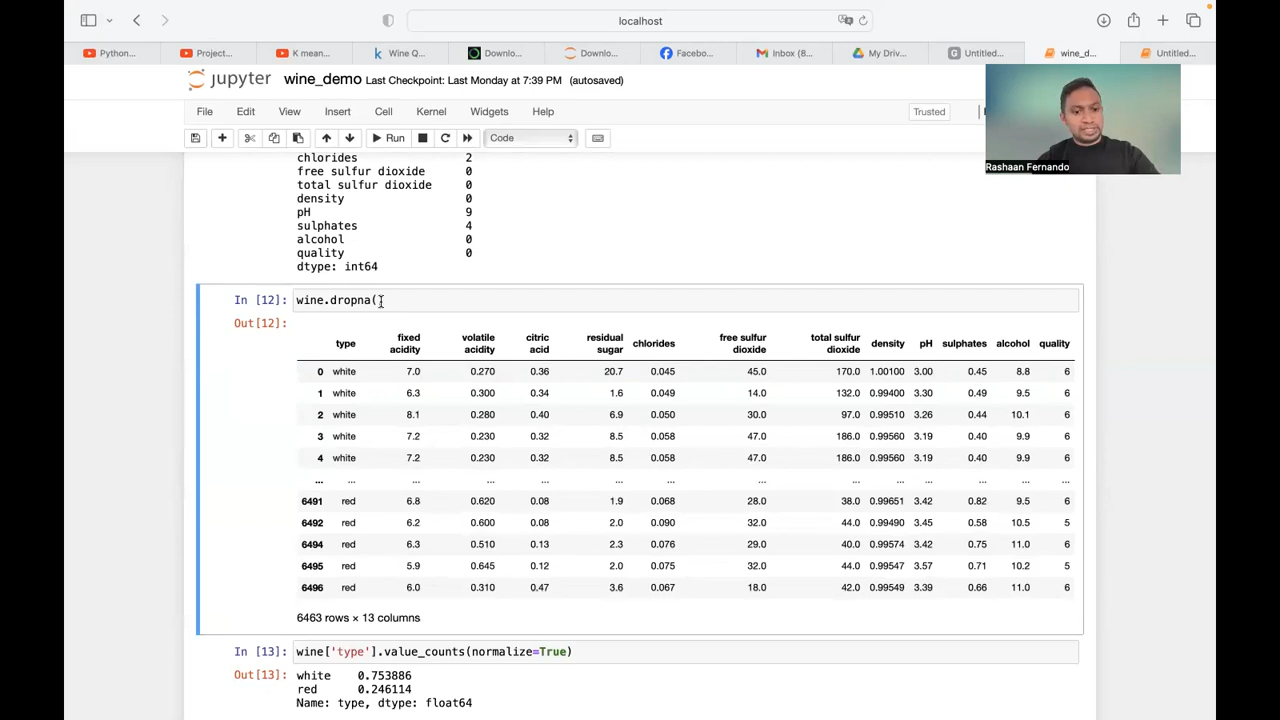 localhost
Python...
Project...
K mean...
Wine Q...
Downlo...
Downlo...
Facebo...
Inbox (8...
My Driv...
Untitled...
wine_d...
Untitled...
jupyter wine_demo Last Checkpoint: Last Monday at 7:39 PM (autosaved)
File Edit View Insert Cell Kernel Widgets Help Trusted
Run Code
Rashaan Fernando
chlorides 2
free sulfur dioxide 0
total sulfur dioxide 0
density 0
pH 9
sulphates 4
alcohol 0
quality 0
dtype: int64
In [12]: wine.dropna(
Out[12]:
type fixed acidity volatile acidity citric acid residual sugar chlorides free sulfur dioxide total sulfur dioxide density pH sulphates alcohol quality
0 white 7.0 0.270 0.36 20.7 0.045 45.0 170.0 1.00100 3.00 0.45 8.8 6
1 white 6.3 0.300 0.34 1.6 0.049 14.0 132.0 0.99400 3.30 0.49 9.5 6
2 white 8.1 0.280 0.40 6.9 0.050 30.0 97.0 0.99510 3.26 0.44 10.1 6
3 white 7.2 0.230 0.32 8.5 0.058 47.0 186.0 0.99560 3.19 0.40 9.9 6
4 white 7.2 0.230 0.32 8.5 0.058 47.0 186.0 0.99560 3.19 0.40 9.9 6
... ... ... ... ... ... ... ... ... ... ... ... ... ...
6491 red 6.8 0.620 0.08 1.9 0.068 28.0 38.0 0.99651 3.42 0.82 9.5 6
6492 red 6.2 0.600 0.08 2.0 0.090 32.0 44.0 0.99490 3.45 0.58 10.5 5
6494 red 6.3 0.510 0.13 2.3 0.076 29.0 40.0 0.99574 3.42 0.75 11.0 6
6495 red 5.9 0.645 0.12 2.0 0.075 32.0 44.0 0.99547 3.57 0.71 10.2 5
6496 red 6.0 0.310 0.47 3.6 0.067 18.0 42.0 0.99549 3.39 0.66 11.0 6
6463 rows × 13 columns
In [13]: wine['type'].value_counts(normalize=True)
Out[13]: white 0.753886
red 0.246114
Name: type, dtype: float64